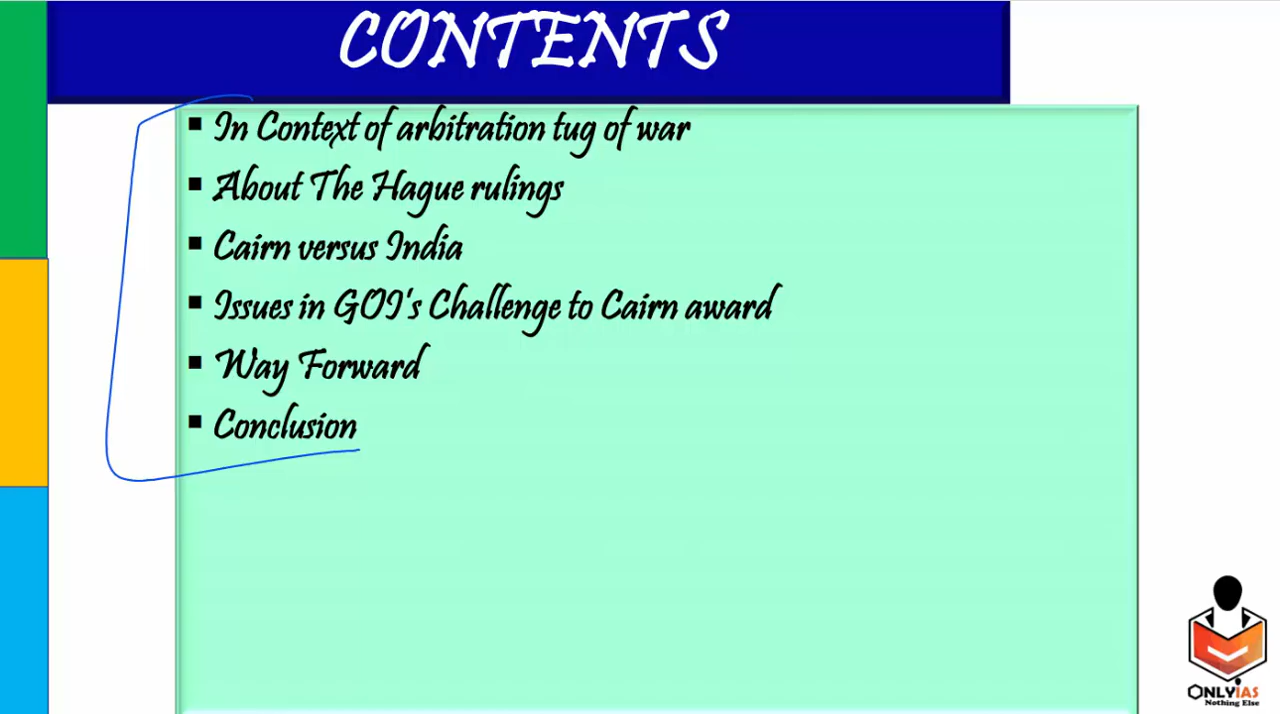 CONTENTS
▪ In Context of arbitration tug of war
▪ About The Hague rulings
▪ Cairn versus India
▪ Issues in GOI's Challenge to Cairn award
▪ Way Forward
▪ Conclusion
ONLYIAS
Nothing Else